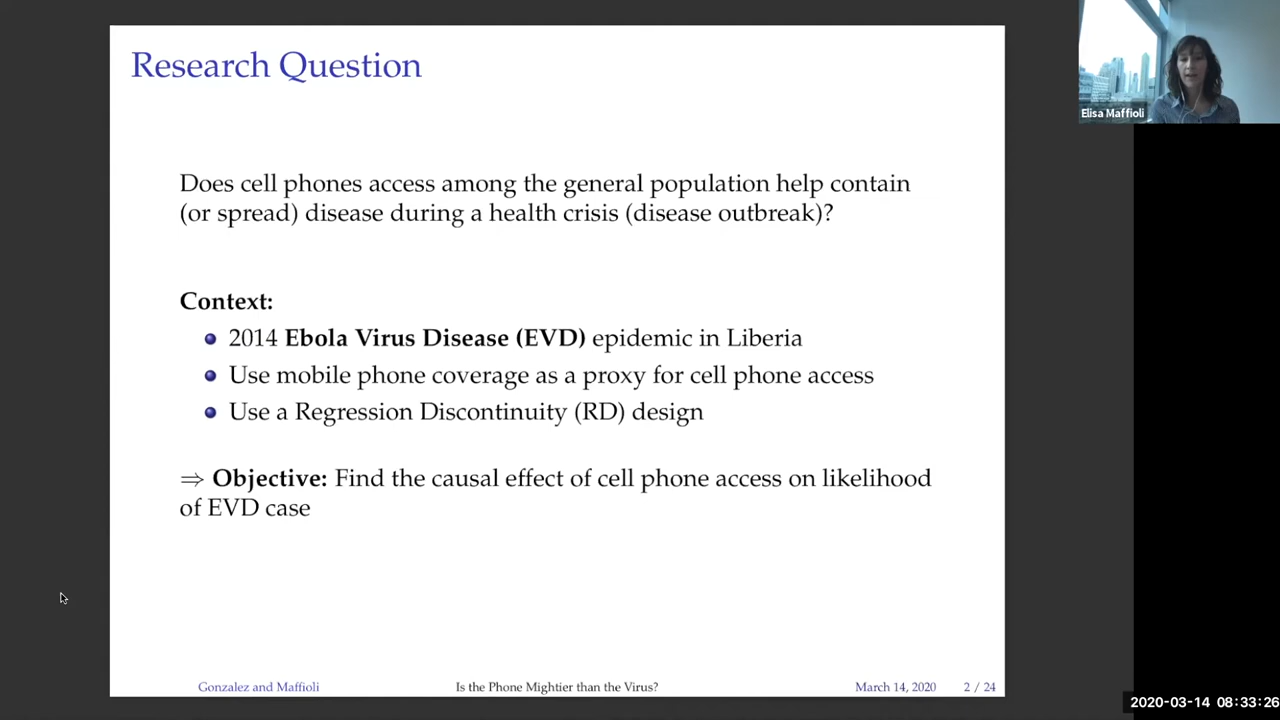 Research Question
Does cell phones access among the general population help contain
(or spread) disease during a health crisis (disease outbreak)?
Context:
2014 Ebola Virus Disease (EVD) epidemic in Liberia
Use mobile phone coverage as a proxy for cell phone access
Use a Regression Discontinuity (RD) design
⇒ Objective: Find the causal effect of cell phone access on likelihood
of EVD case
Gonzalez and Maffioli Is the Phone Mightier than the Virus? March 14, 2020 2 / 24
Elisa Maffioli
2020-03-14 08:33:26